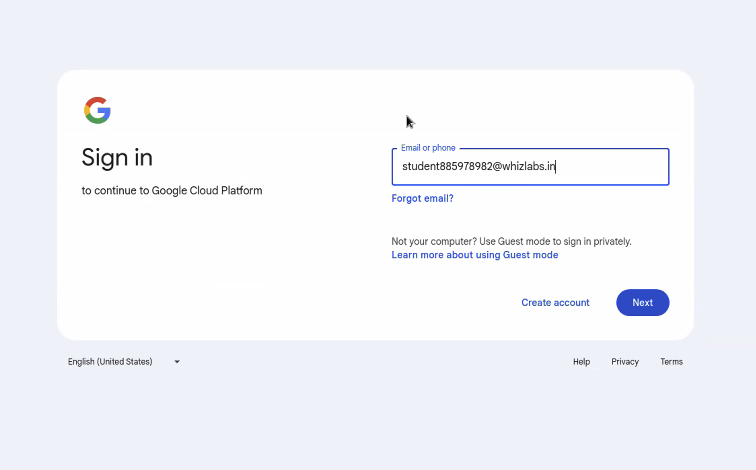 Sign in
to continue to Google Cloud Platform
Email or phone
student885978982@whizlabs.in
Forgot email?
Not your computer? Use Guest mode to sign in privately.
Learn more about using Guest mode
Create account
Next
English (United States)
Help
Privacy
Terms